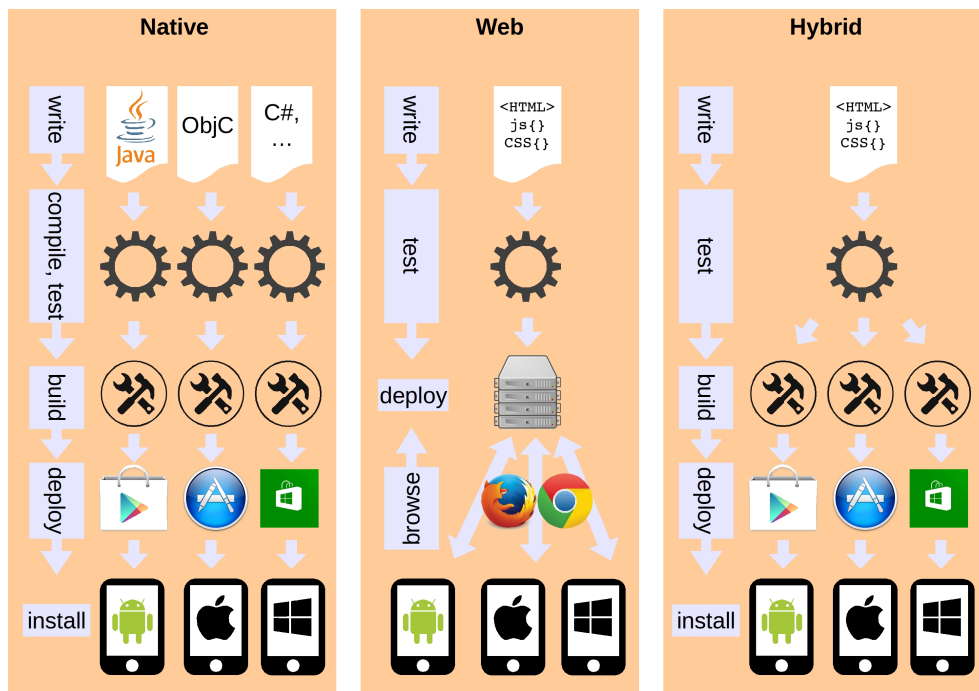 Native
write
Java
ObjC
C#,
...
compile, test
build
deploy
install
Web
write
<HTML>
js{}
CSS{}
test
deploy
browse
Hybrid
write
<HTML>
js{}
CSS{}
test
build
deploy
install